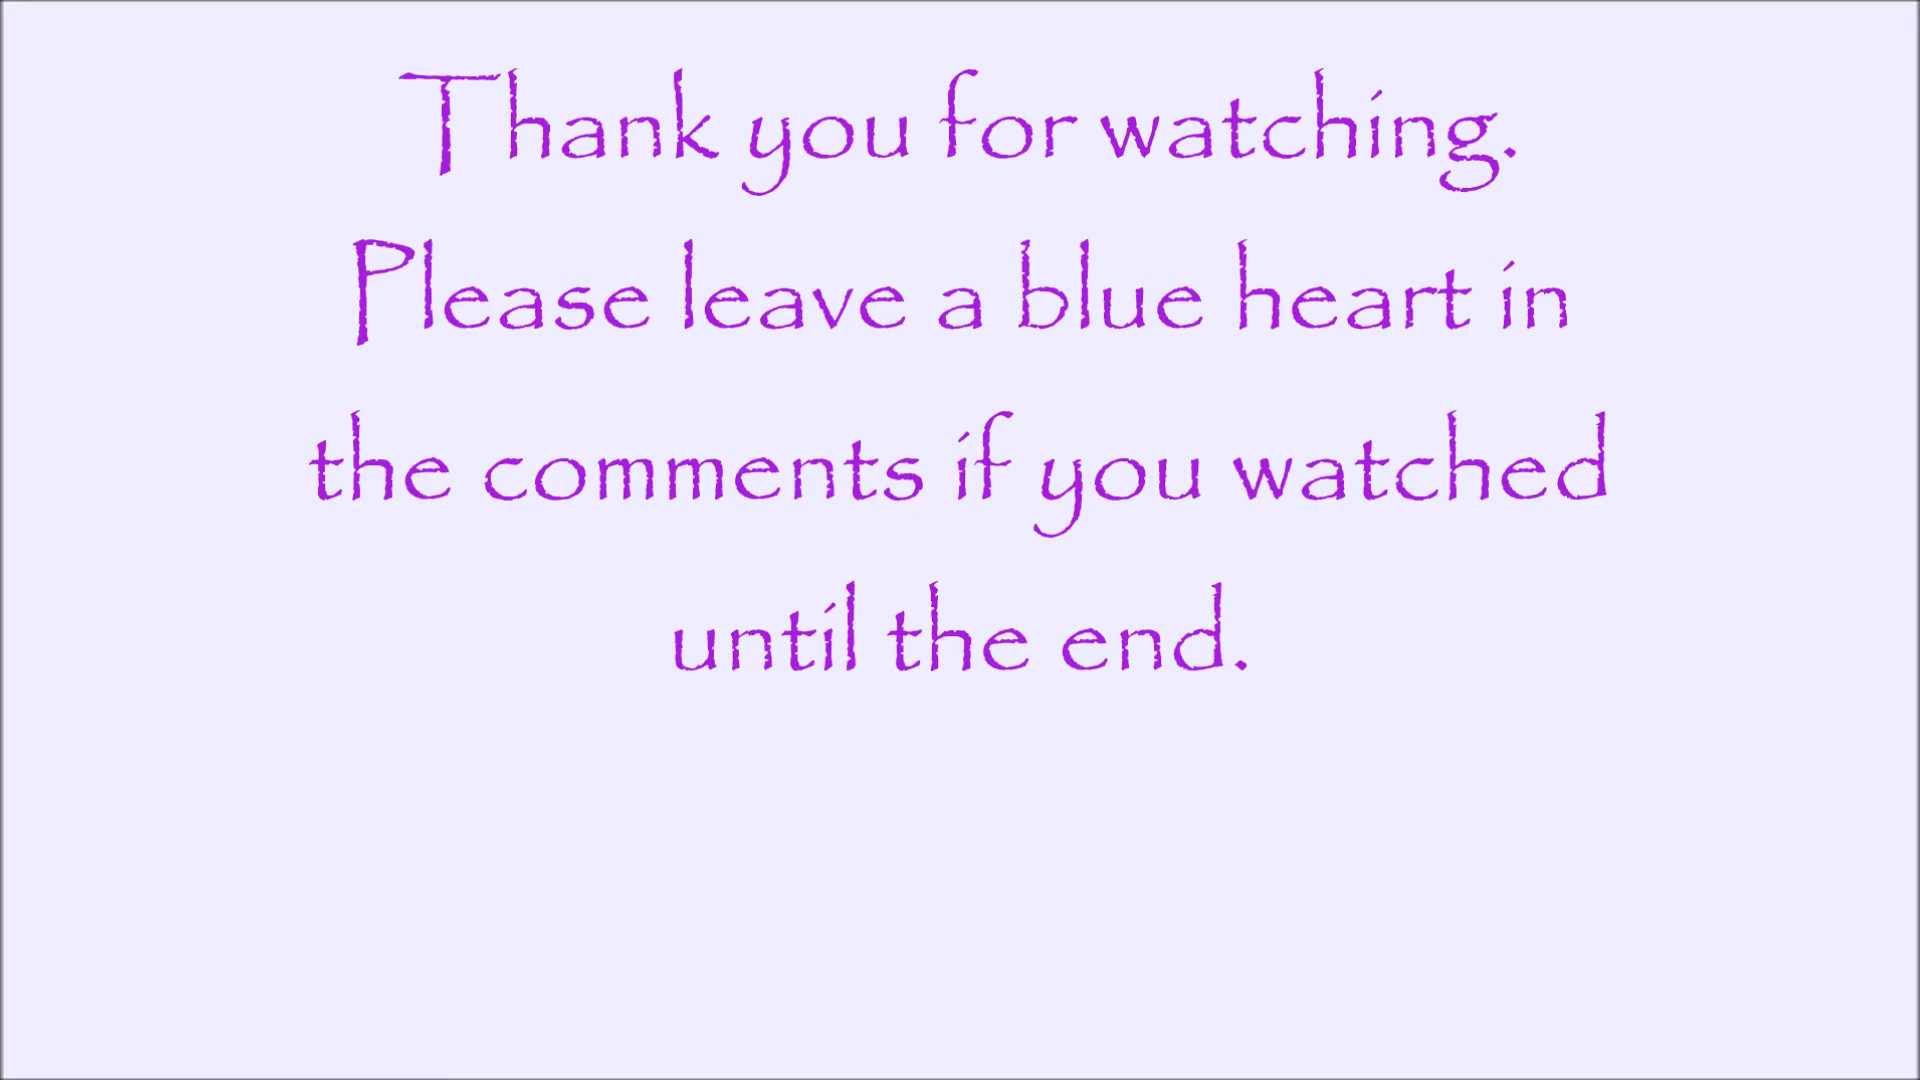 Thank you for watching.
Please leave a blue heart in
the comments if you watched
until the end.